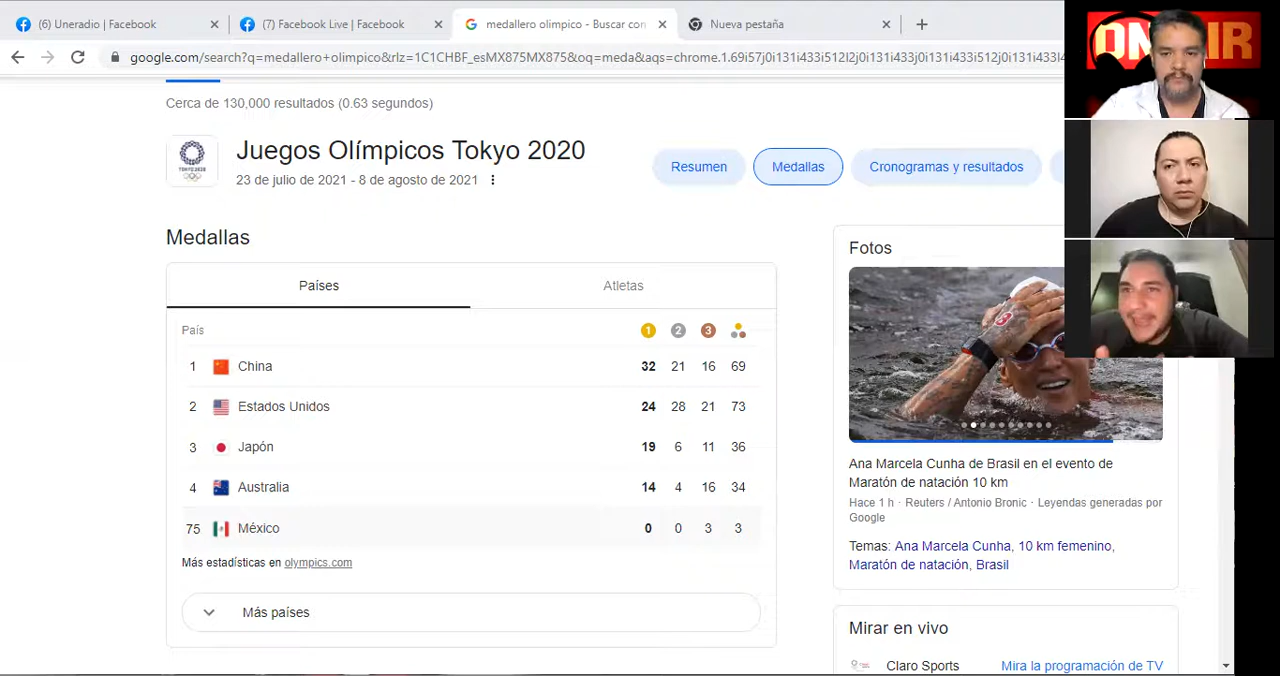 (6) Uneradio | Facebook
(7) Facebook Live | Facebook
medallero olimpico - Buscar con
Nueva pestaña
google.com/search?q=medallero+olimpico&rlz=1C1CHBF_esMX875MX875&oq=meda&aqs=chrome.1.69i57j0i131i433i512l2j0i131i433j0i131i433i512j0i131i433l4
ON AIR
Cerca de 130,000 resultados (0.63 segundos)
TOKYO 2020
Juegos Olímpicos Tokyo 2020
23 de julio de 2021 - 8 de agosto de 2021
Resumen
Medallas
Cronogramas y resultados
Medallas
Países
Atletas
País 1 2 3
1 China 32 21 16 69
2 Estados Unidos 24 28 21 73
3 Japón 19 6 11 36
4 Australia 14 4 16 34
75 México 0 0 3 3
Más estadísticas en olympics.com
Más países
Fotos
Ana Marcela Cunha de Brasil en el evento de
Maratón de natación 10 km
Hace 1 h · Reuters / Antonio Bronic · Leyendas generadas por
Google
Temas: Ana Marcela Cunha, 10 km femenino,
Maratón de natación, Brasil
Mirar en vivo
Claro Sports
Mira la programación de TV